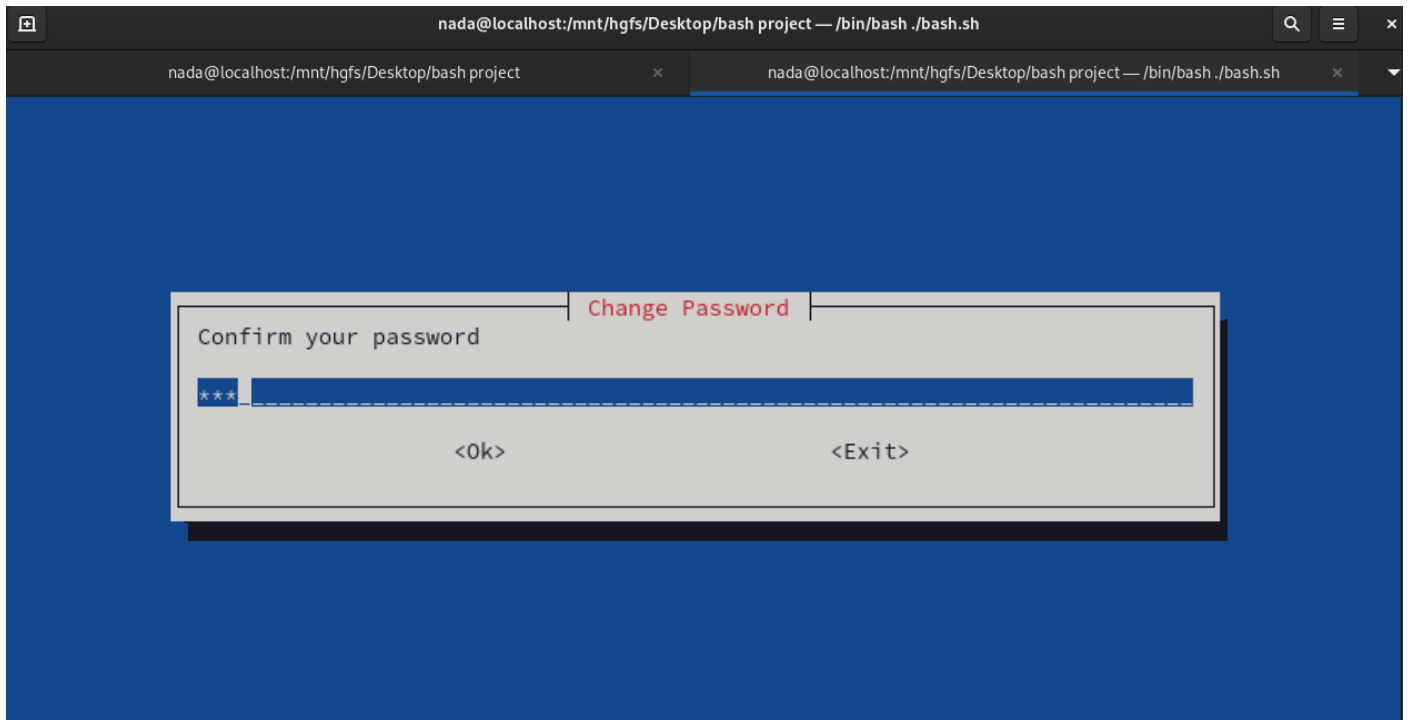 nada@localhost:/mnt/hgfs/Desktop/bash project — /bin/bash ./bash.sh
nada@localhost:/mnt/hgfs/Desktop/bash project
nada@localhost:/mnt/hgfs/Desktop/bash project — /bin/bash ./bash.sh
Change Password
Confirm your password
***
<Ok> <Exit>